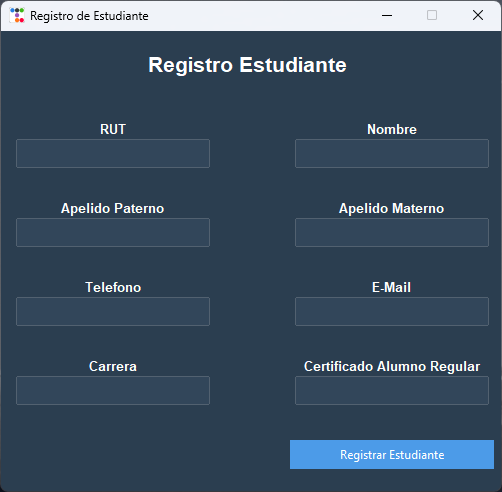 Registro de Estudiante
Registro Estudiante
RUT
Nombre
Apelido Paterno
Apelido Materno
Telefono
E-Mail
Carrera
Certificado Alumno Regular
Registrar Estudiante